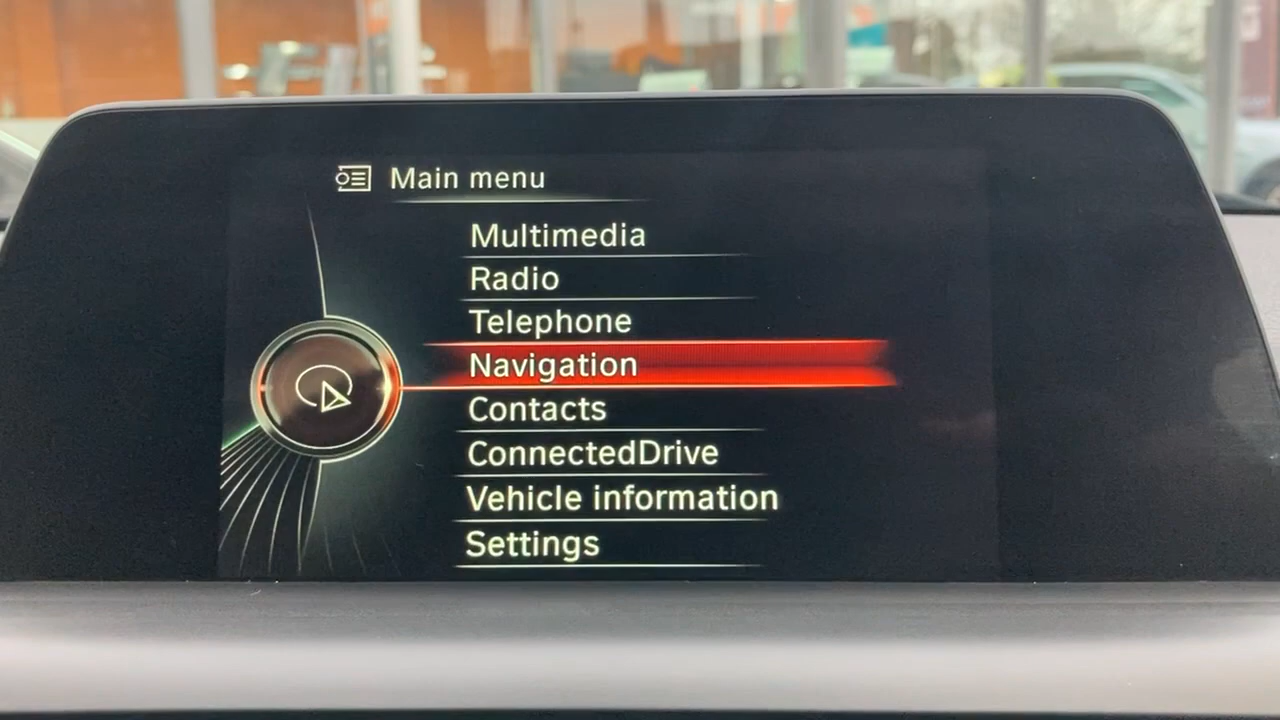 Main menu
Multimedia
Radio
Telephone
Navigation
Contacts
ConnectedDrive
Vehicle information
Settings